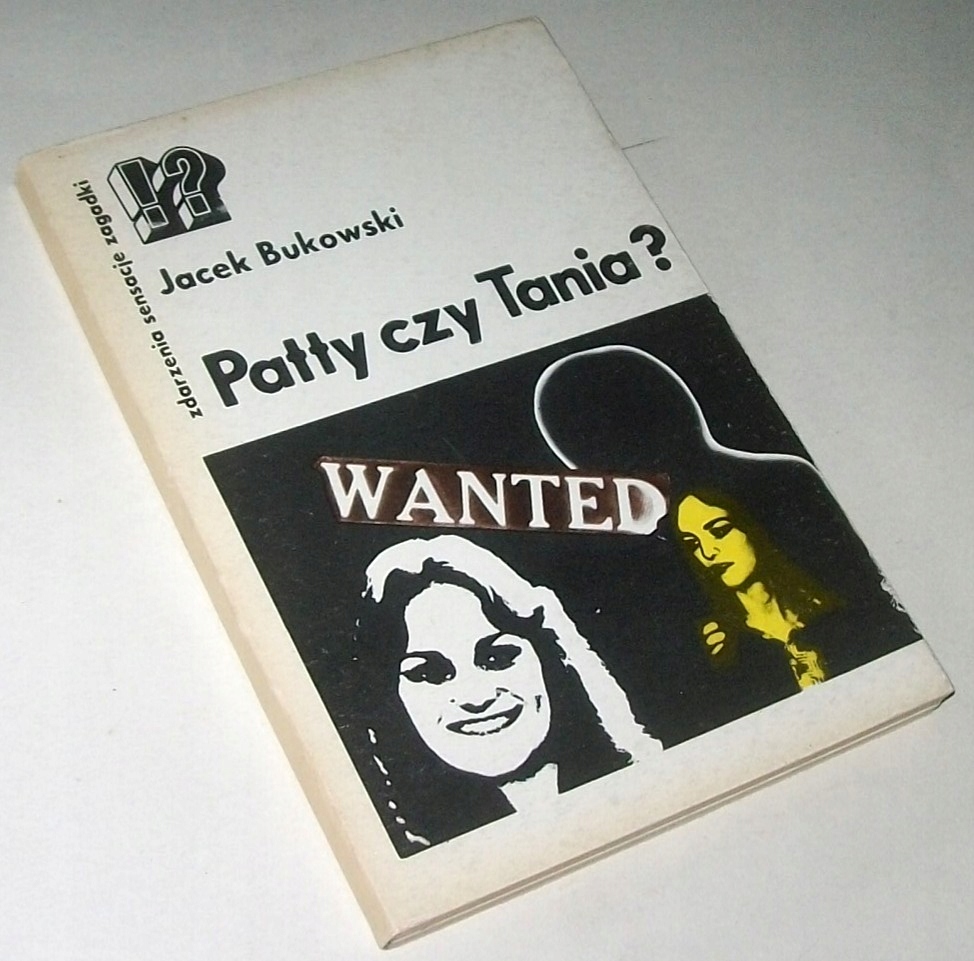 !?
zdarzenia sensacje zagadki
Jacek Bukowski
Patty czy Tania?
WANTED